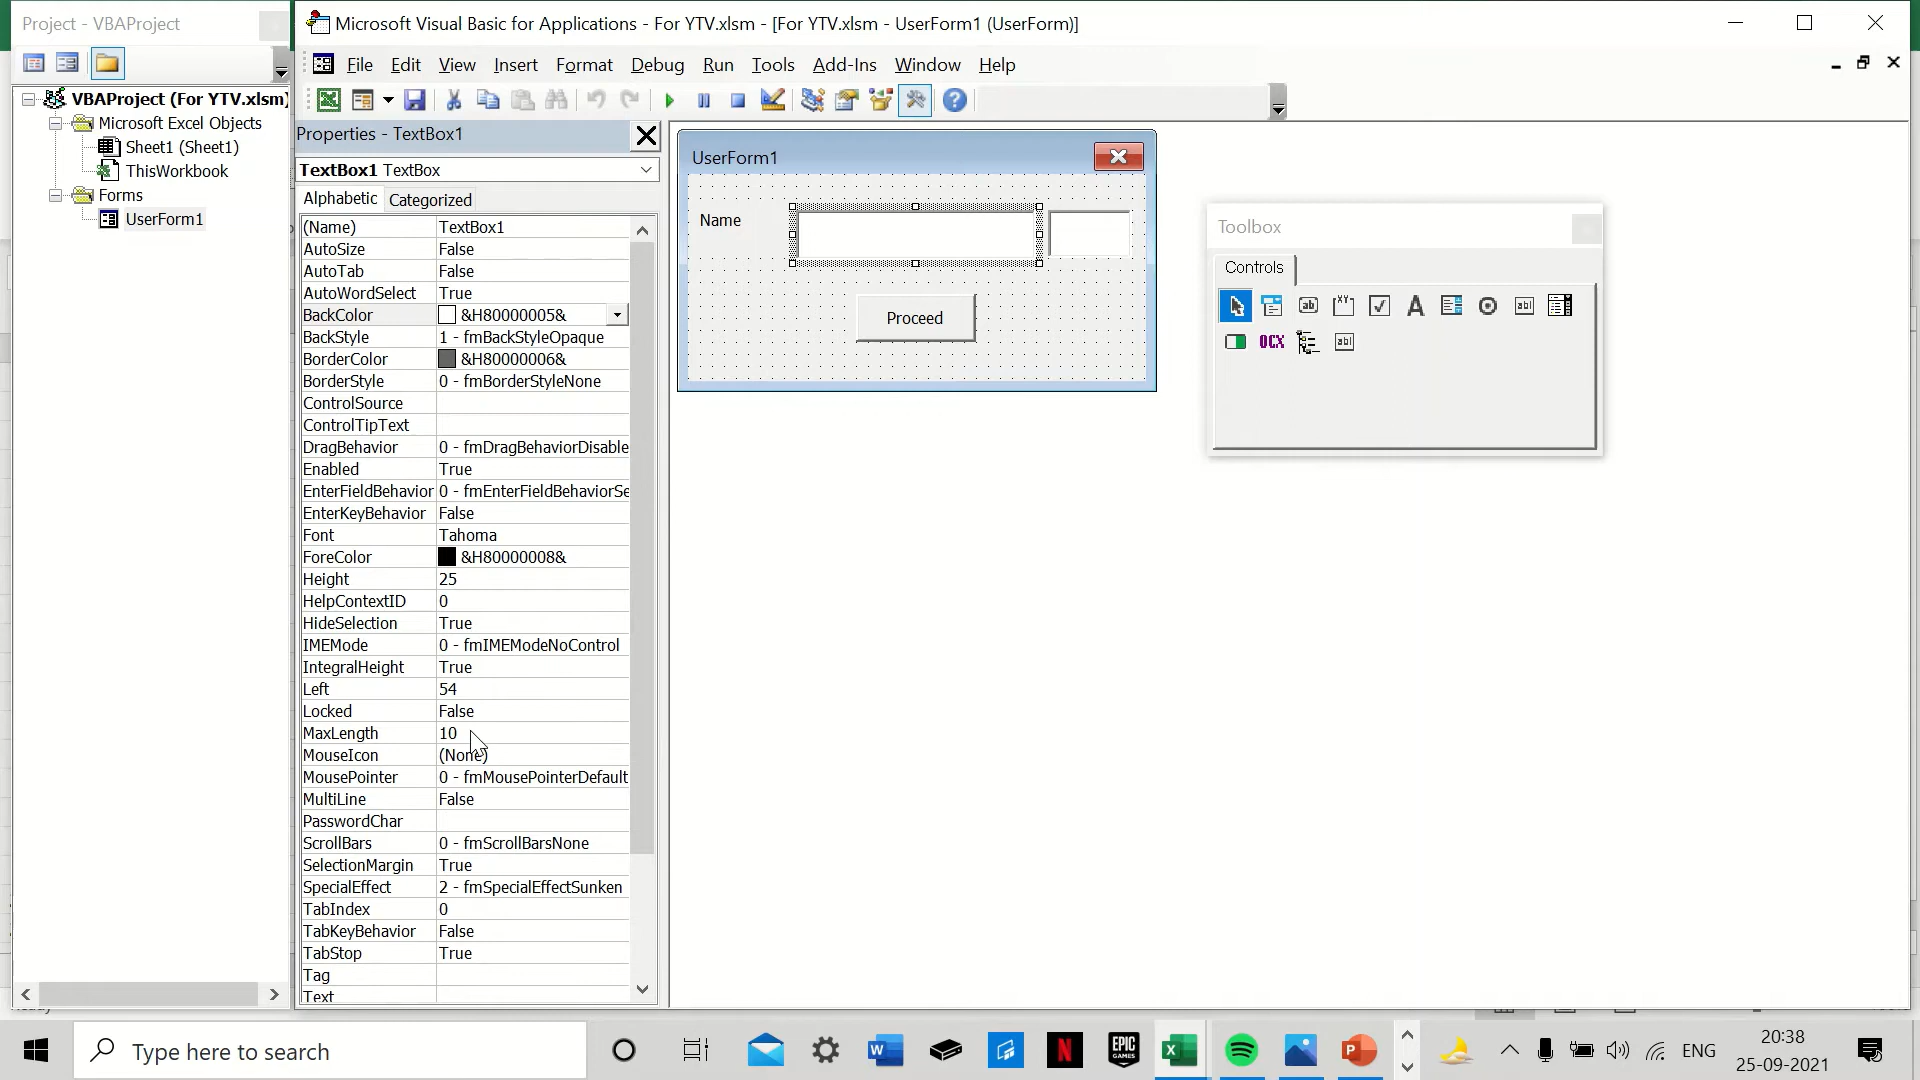 Project - VBAProject
VBAProject (For YTV.xlsm)
Microsoft Excel Objects
Sheet1 (Sheet1)
ThisWorkbook
Forms
UserForm1
Microsoft Visual Basic for Applications - For YTV.xlsm - [For YTV.xlsm - UserForm1 (UserForm)]
File Edit View Insert Format Debug Run Tools Add-Ins Window Help
Properties - TextBox1
TextBox1 TextBox
Alphabetic Categorized
(Name) TextBox1
AutoSize False
AutoTab False
AutoWordSelect True
BackColor &H80000005&
BackStyle 1 - fmBackStyleOpaque
BorderColor &H80000006&
BorderStyle 0 - fmBorderStyleNone
ControlSource
ControlTipText
DragBehavior 0 - fmDragBehaviorDisable
Enabled True
EnterFieldBehavior 0 - fmEnterFieldBehaviorSe
EnterKeyBehavior False
Font Tahoma
ForeColor &H80000008&
Height 25
HelpContextID 0
HideSelection True
IMEMode 0 - fmIMEModeNoControl
IntegralHeight True
Left 54
Locked False
MaxLength 10
MouseIcon (None)
MousePointer 0 - fmMousePointerDefault
MultiLine False
PasswordChar
ScrollBars 0 - fmScrollBarsNone
SelectionMargin True
SpecialEffect 2 - fmSpecialEffectSunken
TabIndex 0
TabKeyBehavior False
TabStop True
Tag
Text
UserForm1
Name
Proceed
Toolbox
Controls
A
OCX
Type here to search
EPIC GAMES
ENG
20:38
25-09-2021